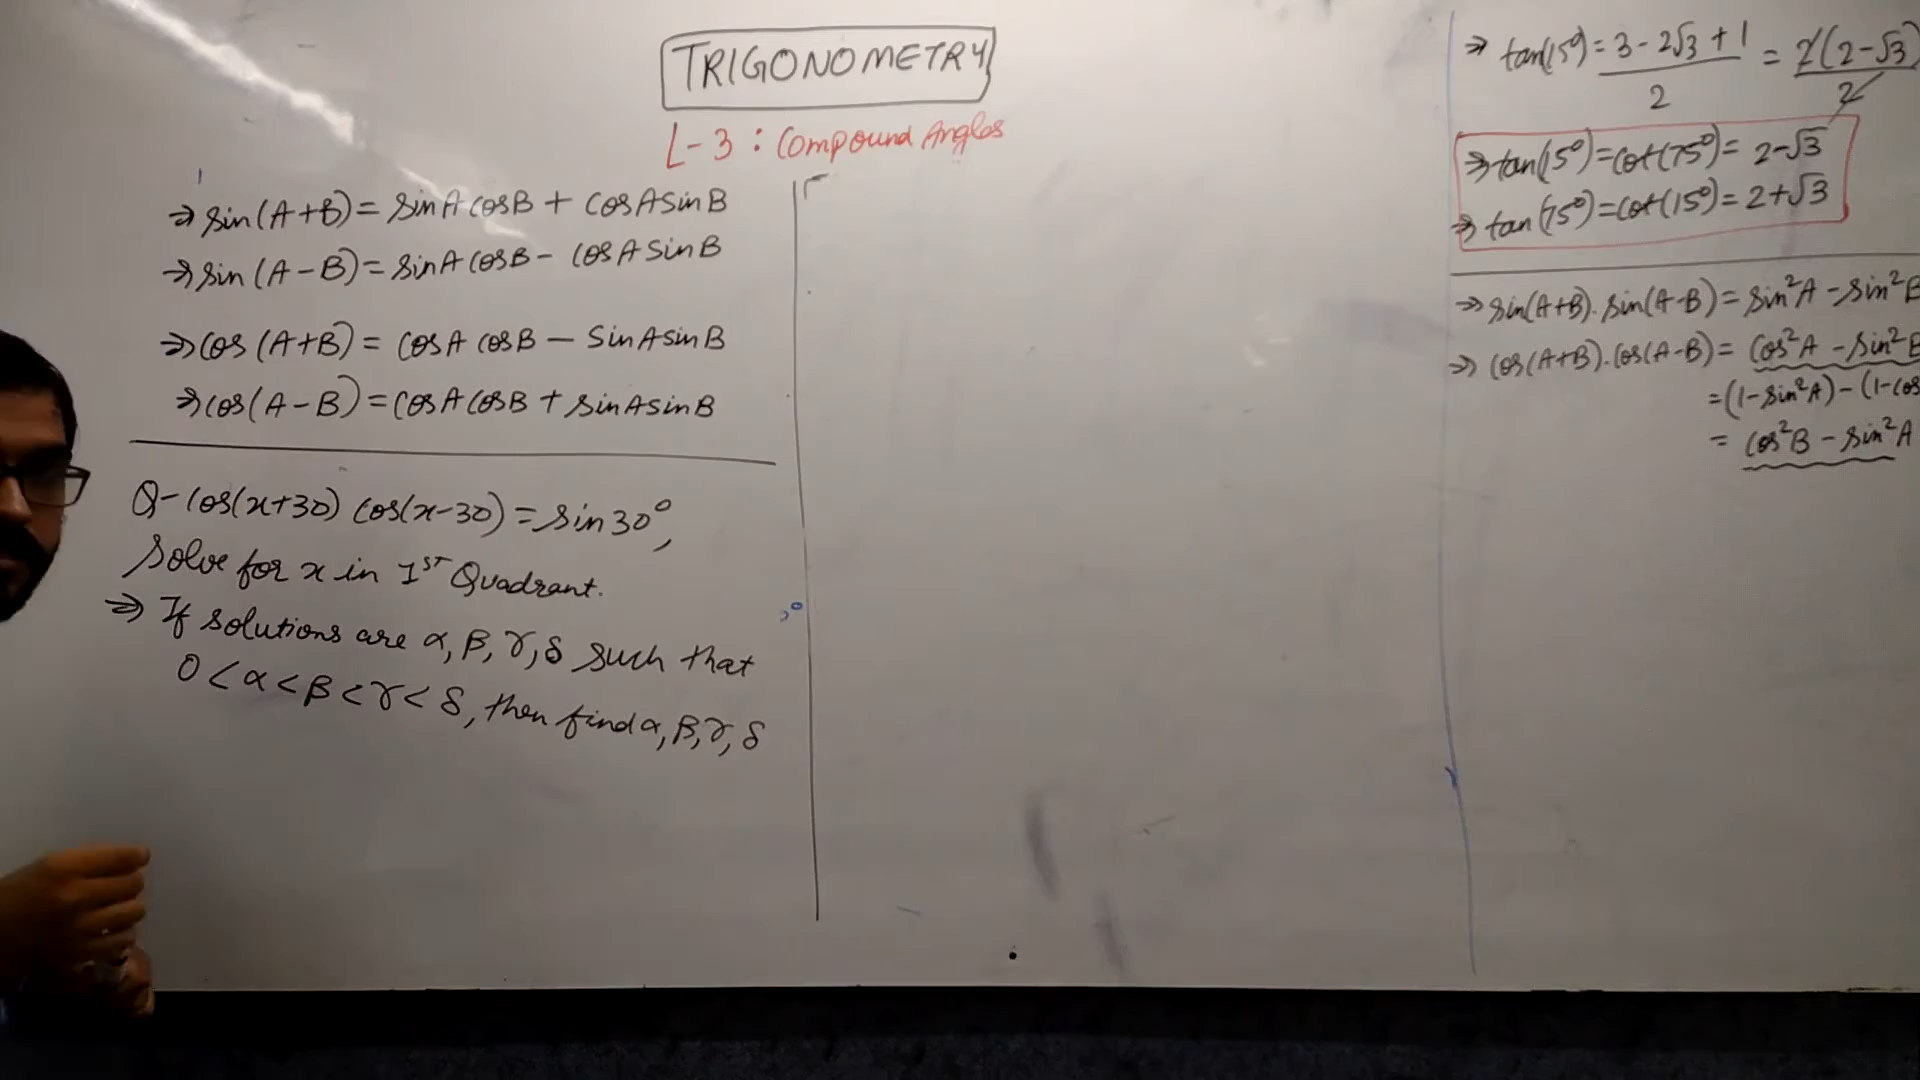 TRIGONOMETRY
L-3 : Compound Angles
⇒ sin(A+B) = sinA cosB + cosA sinB
⇒ sin(A-B) = sinA cosB - cosA sinB
⇒ cos(A+B) = cosA cosB - sinA sinB
⇒ cos(A-B) = cosA cosB + sinA sinB
Q- cos(x+30) cos(x-30) = sin30°,
Solve for x in 1ST Quadrant.
⇒ If solutions are α, β, γ, δ such that
0 < α < β < γ < δ, then find α, β, γ, δ
⇒ tan(15°) = (3 - 2√3 + 1)/2 = 2(2-√3)/2
⇒ tan(15°) = cot(75°) = 2-√3
⇒ tan(75°) = cot(15°) = 2+√3
⇒ sin(A+B). sin(A-B) = sin²A - sin²B
⇒ cos(A+B). cos(A-B) = cos²A - sin²B
= (1-sin²A) - (1-cos
= cos²B - sin²A